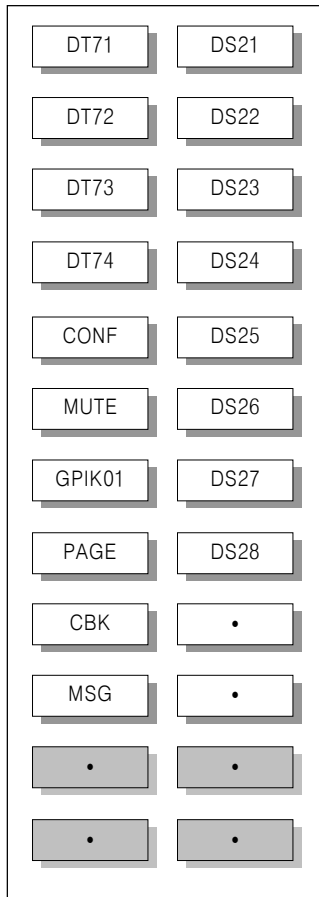 DT71 DS21
DT72 DS22
DT73 DS23
DT74 DS24
CONF DS25
MUTE DS26
GPIK01 DS27
PAGE DS28
CBK •
MSG •
• •
• •